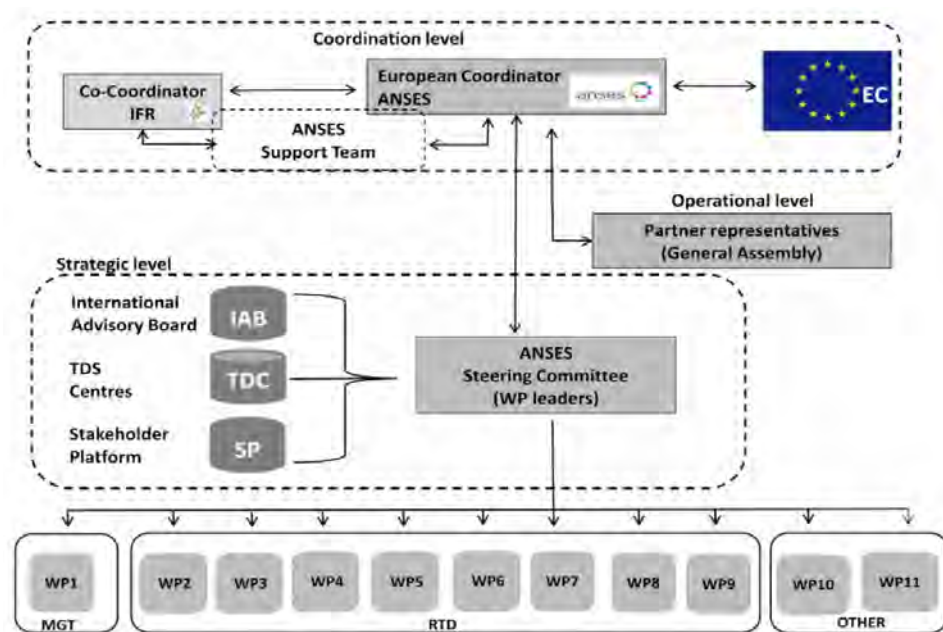 Coordination level
Co-Coordinator
IFR
European Coordinator
ANSES
anses
EC
ANSES
Support Team
Operational level
Partner representatives
(General Assembly)
Strategic level
International
Advisory Board
IAB
TDS
Centres
TDC
Stakeholder
Platform
SP
ANSES
Steering Committee
(WP leaders)
WP1
WP2
WP3
WP4
WP5
WP6
WP7
WP8
WP9
WP10
WP11
MGT
RTD
OTHER